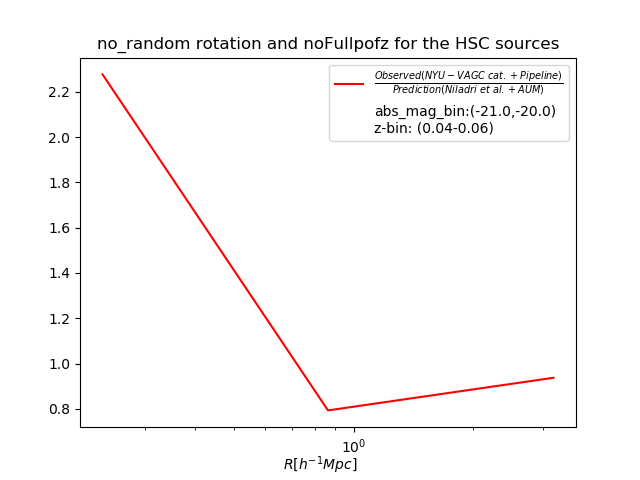 no_random rotation and noFullpofz for the HSC sources
Observed(NYU−VAGC cat.+Pipeline)
Prediction(Niladri et al.+AUM)
abs_mag_bin:(-21.0,-20.0)
z-bin: (0.04-0.06)
2.2
2.0
1.8
1.6
1.4
1.2
1.0
0.8
10⁰
R[h⁻¹Mpc]